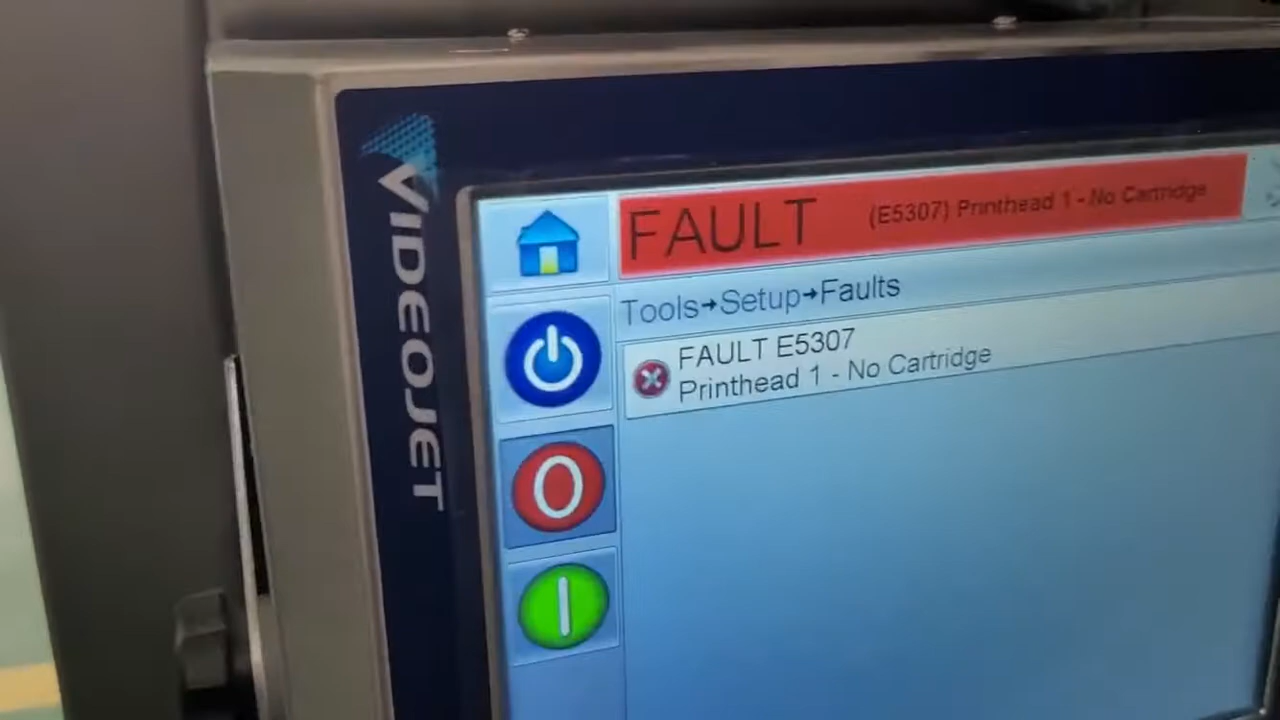 VIDEOJET
FAULT (E5307) Printhead 1 - No Cartridge
Tools→Setup→Faults
FAULT E5307
Printhead 1 - No Cartridge